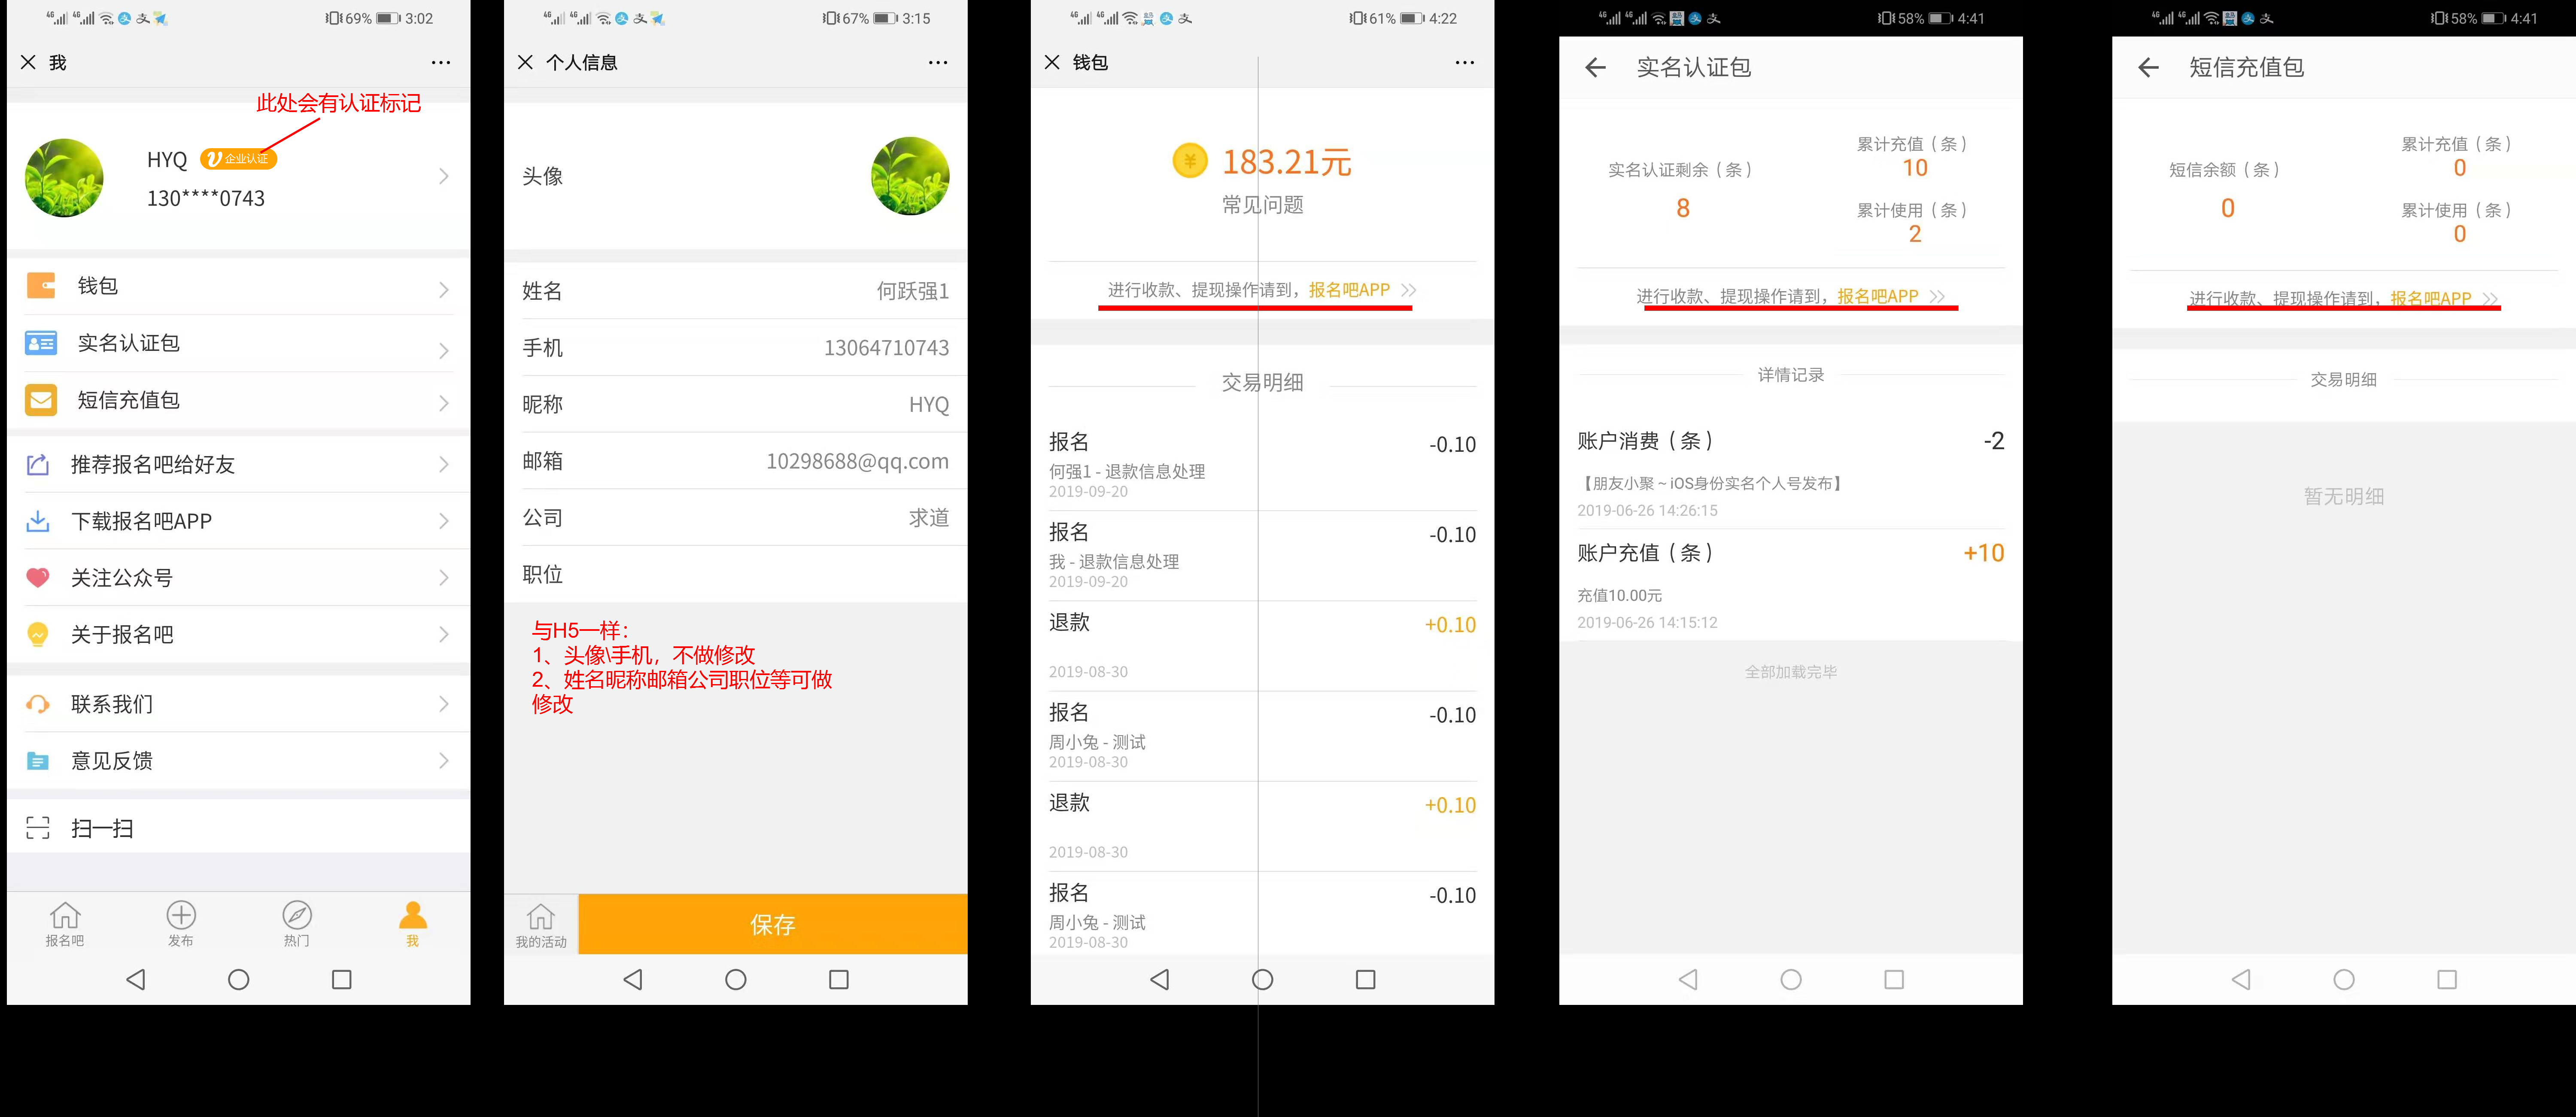 4G 4G 69% 3:02
我
此处会有认证标记
HYQ 企业认证
130****0743
钱包
实名认证包
短信充值包
推荐报名吧给好友
下载报名吧APP
关注公众号
关于报名吧
联系我们
意见反馈
扫一扫
报名吧 发布 热门 我
4G 4G 支 67% 3:15
个人信息
头像
姓名 何跃强1
手机 13064710743
昵称 HYQ
邮箱 10298688@qq.com
公司 求道
职位
与H5一样：
1、头像\手机，不做修改
2、姓名昵称邮箱公司职位等可做
修改
我的活动 保存
4G 4G 支 61% 4:22
钱包
183.21元
常见问题
进行收款、提现操作请到，报名吧APP
交易明细
报名 -0.10
何强1 - 退款信息处理
2019-09-20
报名 -0.10
我 - 退款信息处理
2019-09-20
退款 +0.10
2019-08-30
报名 -0.10
周小兔 - 测试
2019-08-30
退款 +0.10
2019-08-30
报名 -0.10
周小兔 - 测试
2019-08-30
4G 4G 支 58% 4:41
实名认证包
实名认证剩余（条）
8
累计充值（条）
10
累计使用（条）
2
进行收款、提现操作请到，报名吧APP
详情记录
账户消费（条） -2
【朋友小聚 ~ iOS身份实名个人号发布】
2019-06-26 14:26:15
账户充值（条） +10
充值10.00元
2019-06-26 14:15:12
全部加载完毕
4G 4G 支 58% 4:41
短信充值包
短信余额（条）
0
累计充值（条）
0
累计使用（条）
0
进行收款、提现操作请到，报名吧APP
交易明细
暂无明细